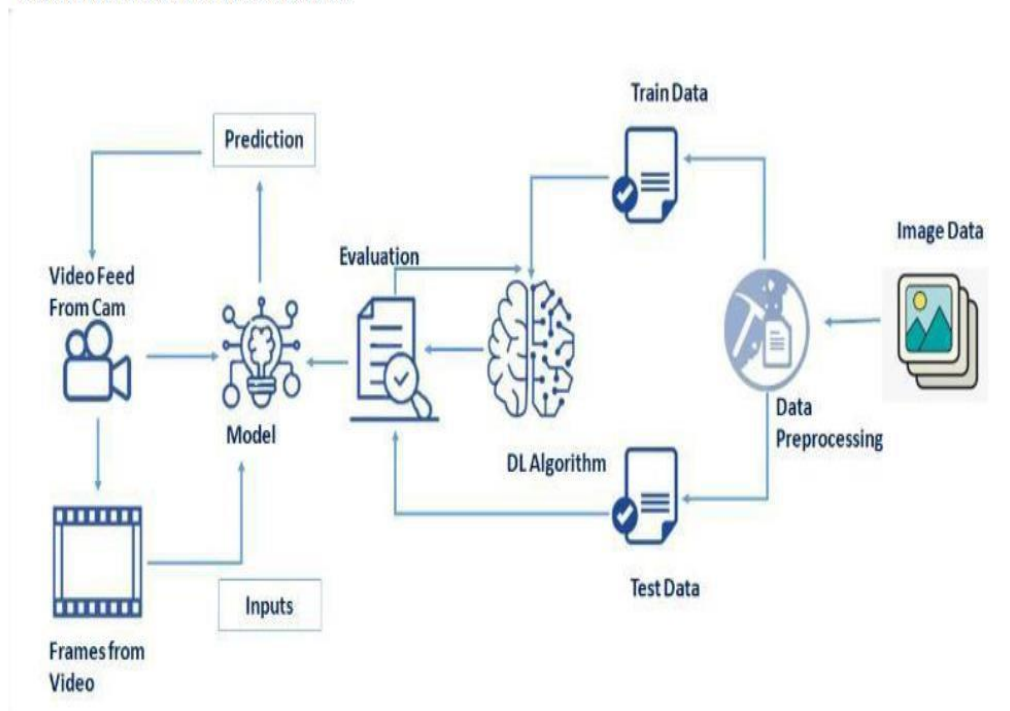 Train Data
Prediction
Image Data
Evaluation
Video Feed
From Cam
Data
Preprocessing
Model
DL Algorithm
Test Data
Inputs
Frames from
Video